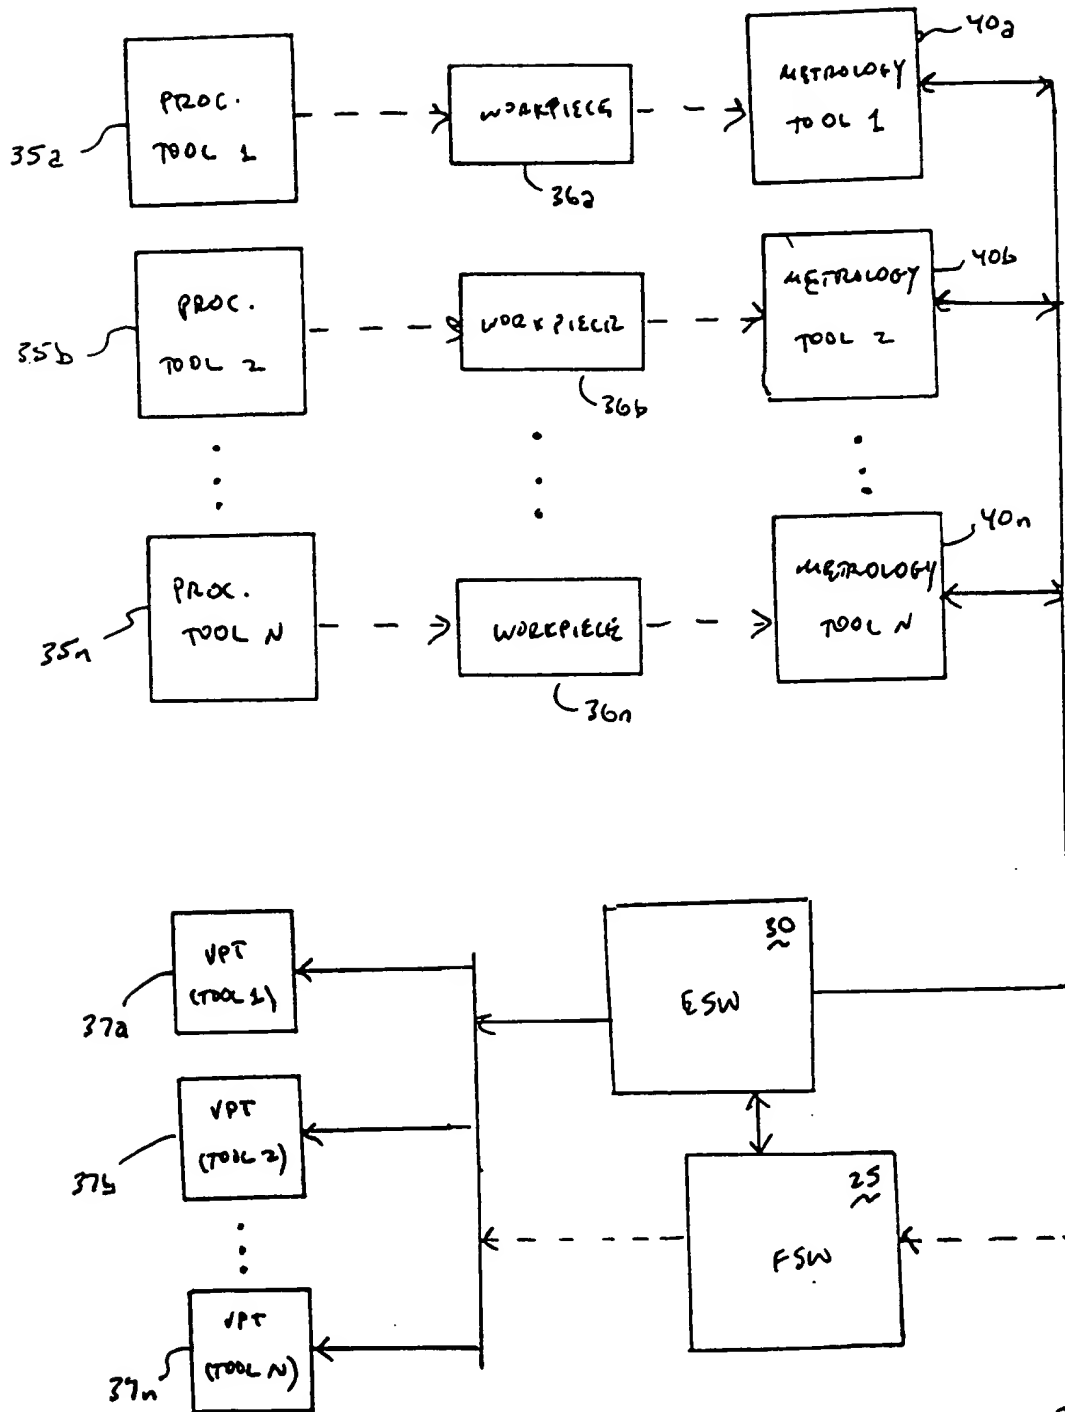 PROC.
TOOL 1
35a
WORKPIECE
36a
METROLOGY
TOOL 1
40a
PROC.
TOOL 2
35b
WORKPIECE
36b
METROLOGY
TOOL 2
40b
PROC.
TOOL N
35n
WORKPIECE
36n
METROLOGY
TOOL N
40n
VPT
(TOOL 1)
37a
30
ESW
VPT
(TOOL 2)
37b
25
FSW
VPT
(TOOL N)
37n